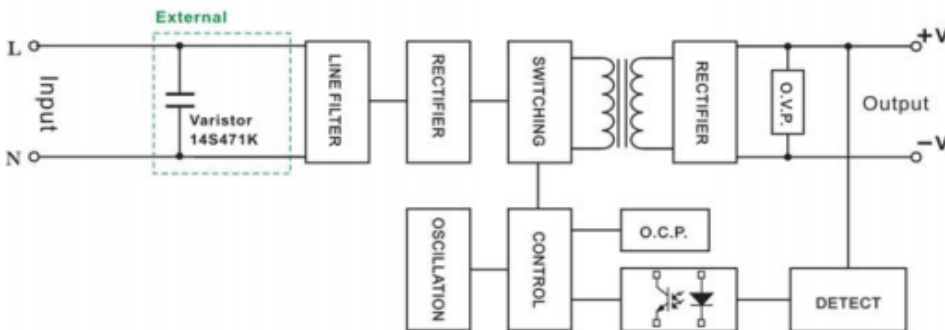 External
L
Input
N
Varistor
14S471K
LINE FILTER
RECTIFIER
SWITCHING
RECTIFIER
O.V.P.
+V
Output
−V
OSCILLATION
CONTROL
O.C.P.
DETECT